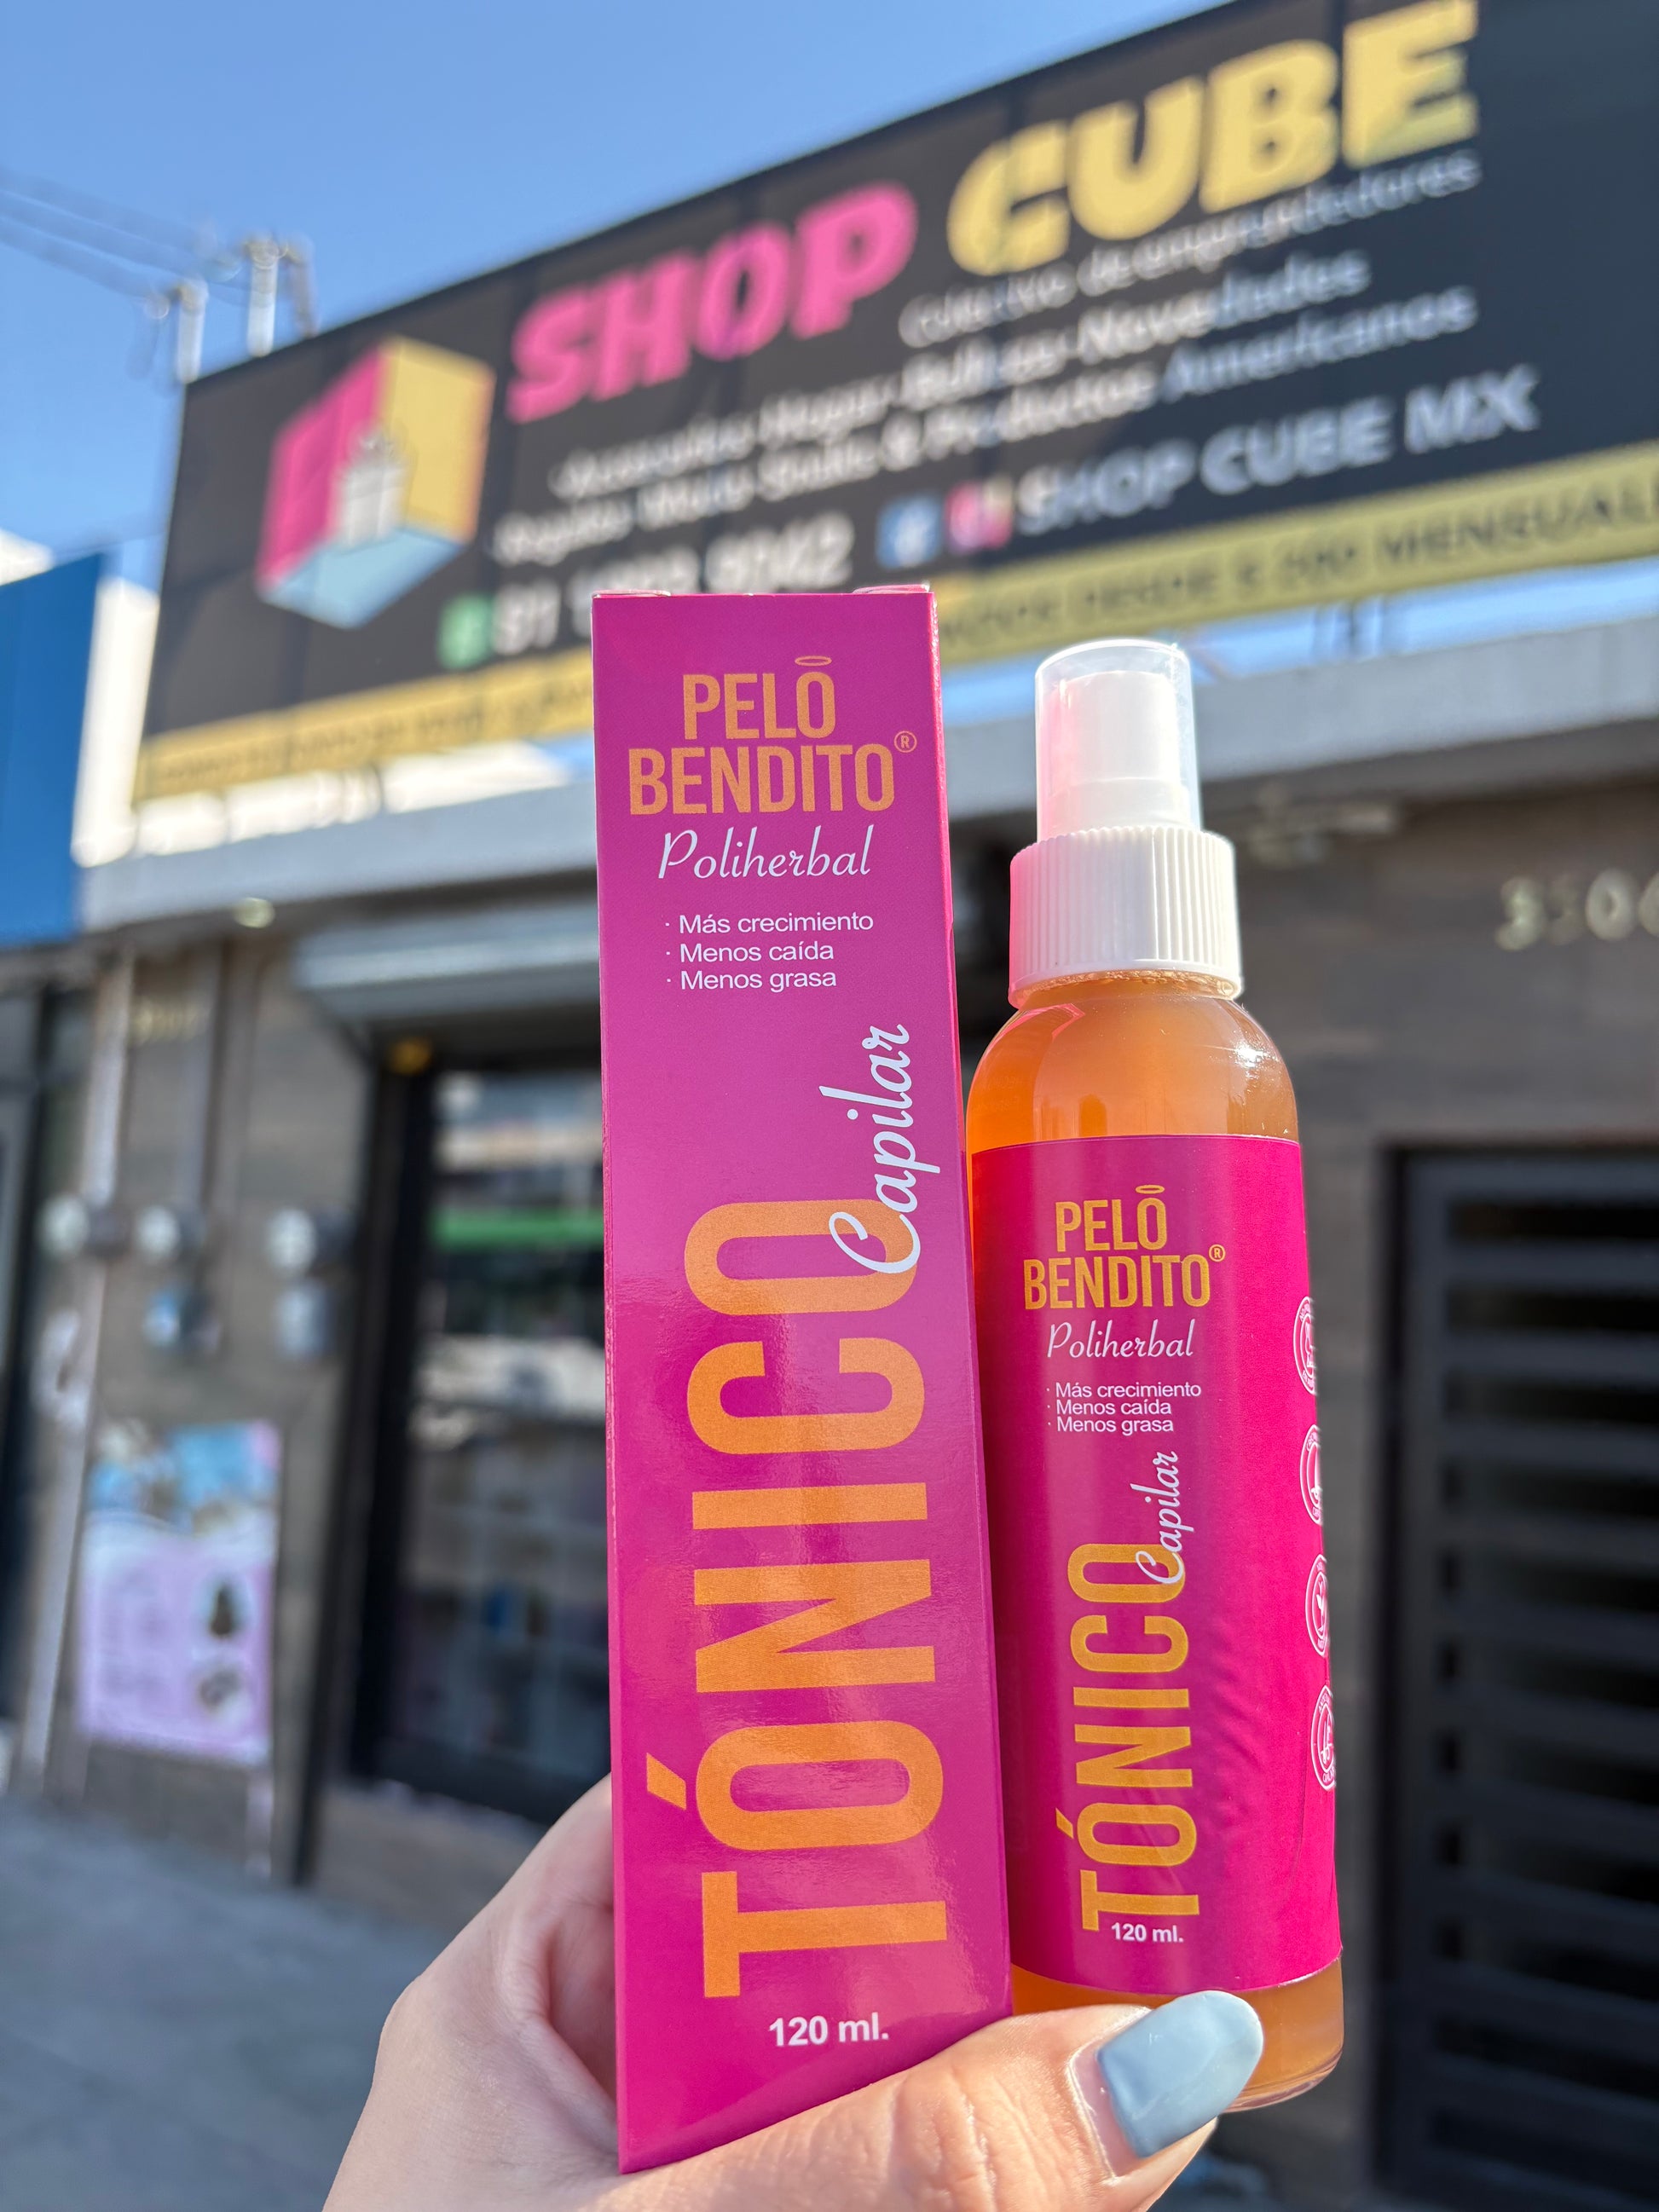 SHOP CUBE
Colectivo de emprendedores
Accesorios · Hogar · Bolsas · Novedades
& Productos Americanos
SHOP CUBE MX
PELO
BENDITO®
Poliherbal
· Más crecimiento
· Menos caída
· Menos grasa
TÓNICO Capilar
120 ml.
PELO
BENDITO®
Poliherbal
· Más crecimiento
· Menos caída
· Menos grasa
TÓNICO Capilar
120 ml.